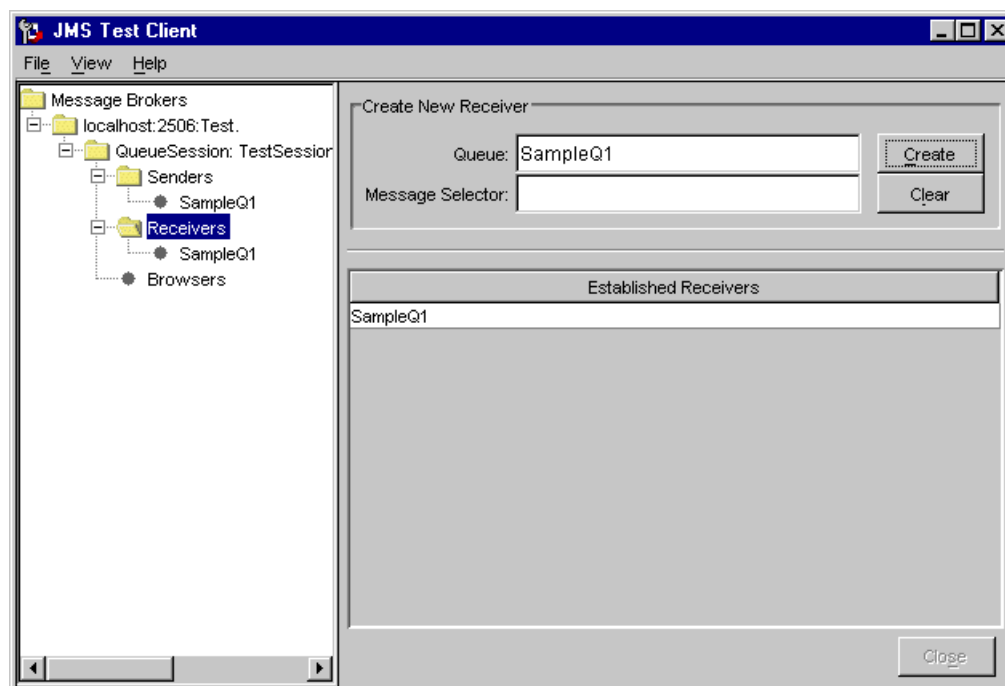 JMS Test Client
File View Help
Message Brokers
localhost:2506:Test.
QueueSession: TestSession
Senders
SampleQ1
Receivers
SampleQ1
Browsers
Create New Receiver
Queue: SampleQ1 Create
Message Selector: Clear
Established Receivers
SampleQ1
Close